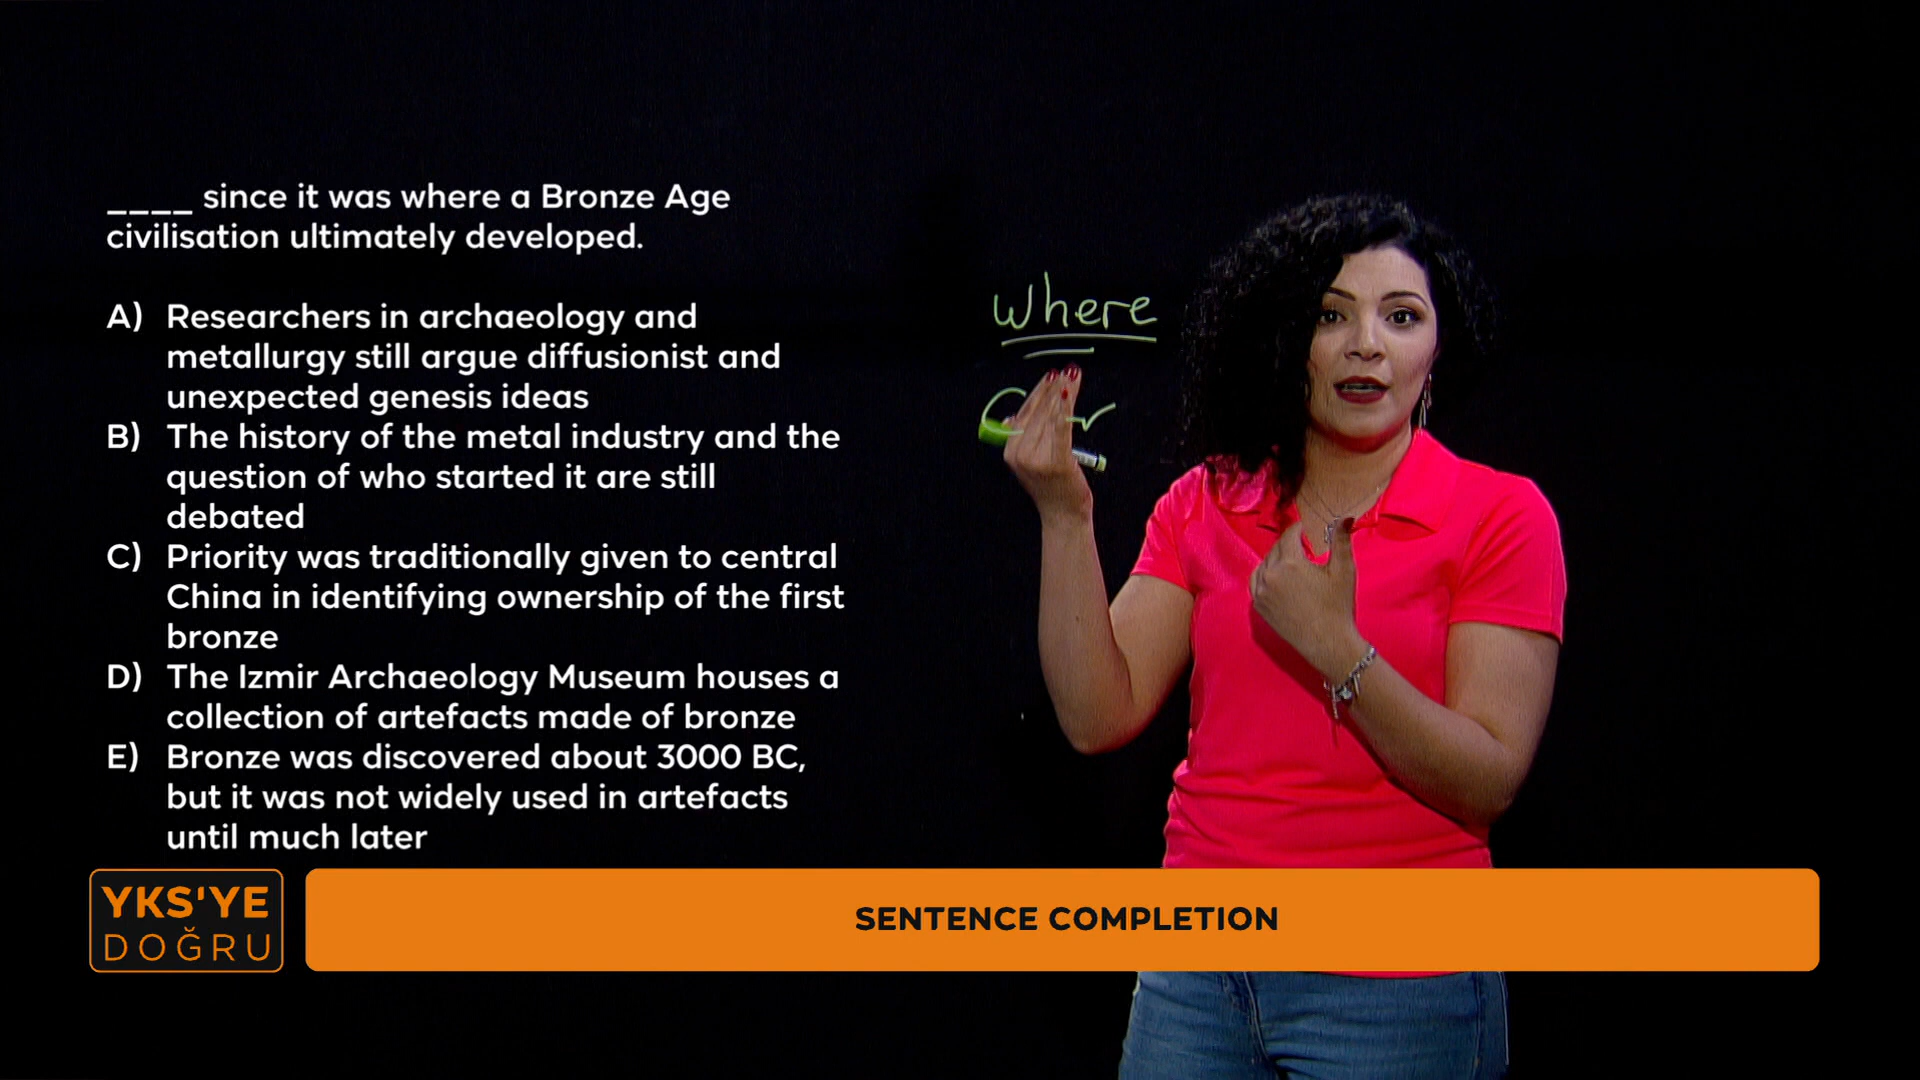 ____ since it was where a Bronze Age
civilisation ultimately developed.
A) Researchers in archaeology and
metallurgy still argue diffusionist and
unexpected genesis ideas
B) The history of the metal industry and the
question of who started it are still
debated
C) Priority was traditionally given to central
China in identifying ownership of the first
bronze
D) The Izmir Archaeology Museum houses a
collection of artefacts made of bronze
E) Bronze was discovered about 3000 BC,
but it was not widely used in artefacts
until much later
where
YKS'YE
DOĞRU
SENTENCE COMPLETION